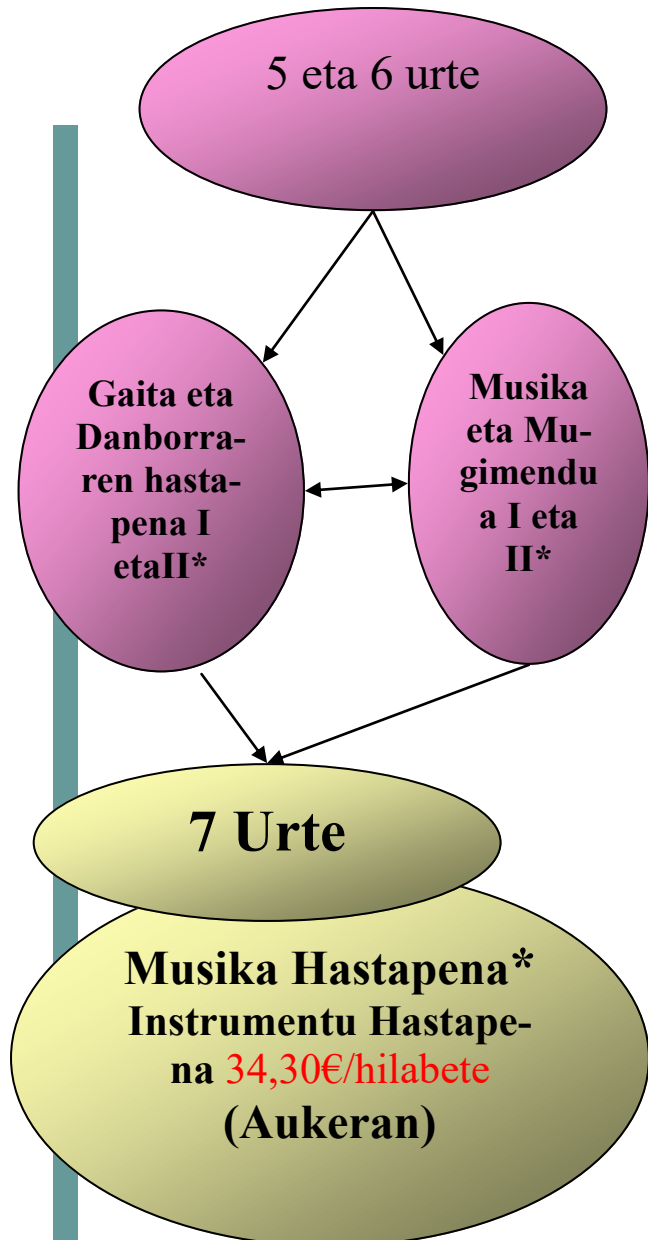 5 eta 6 urte
Gaita eta
Danborra-
ren hasta-
pena I
etaII*
Musika
eta Mu-
gimendu
a I eta
II*
7 Urte
Musika Hastapena*
Instrumentu Hastape-
na 34,30€/hilabete
(Aukeran)